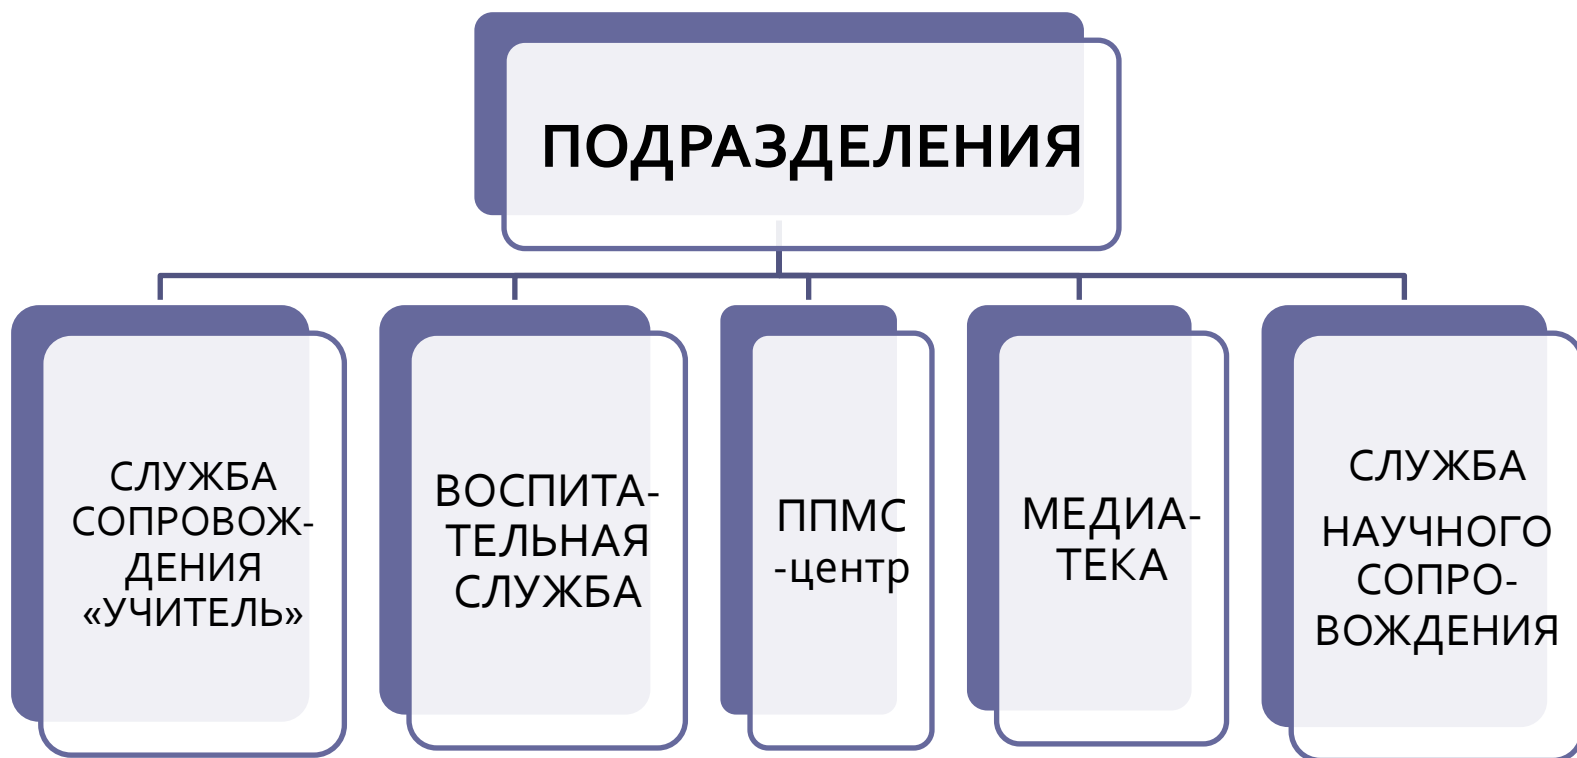 ПОДРАЗДЕЛЕНИЯ
СЛУЖБА
СОПРОВОЖ-
ДЕНИЯ
«УЧИТЕЛЬ»
ВОСПИТА-
ТЕЛЬНАЯ
СЛУЖБА
ППМС
-центр
МЕДИА-
ТЕКА
СЛУЖБА
НАУЧНОГО
СОПРО-
ВОЖДЕНИЯ